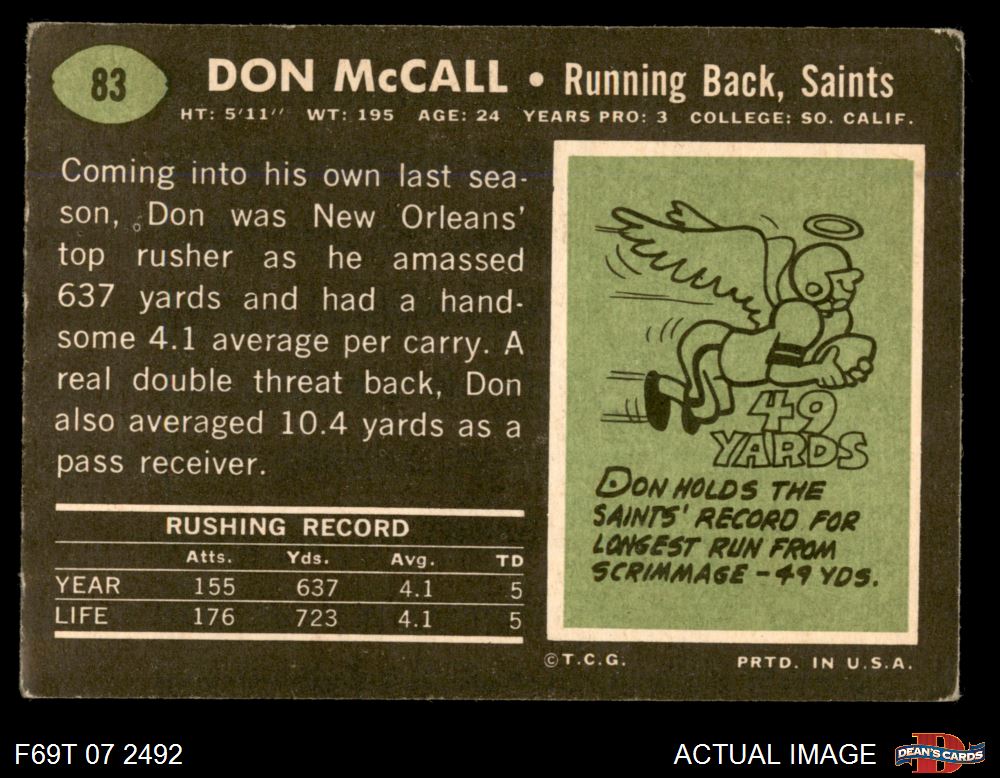 83
DON McCALL • Running Back, Saints
HT: 5'11" WT: 195 AGE: 24 YEARS PRO: 3 COLLEGE: SO. CALIF.
Coming into his own last sea-
son, Don was New Orleans'
top rusher as he amassed
637 yards and had a hand-
some 4.1 average per carry. A
real double threat back, Don
also averaged 10.4 yards as a
pass receiver.
RUSHING RECORD
Atts. Yds. Avg. TD
YEAR 155 637 4.1 5
LIFE 176 723 4.1 5
49
YARDS
DON HOLDS THE
SAINTS' RECORD FOR
LONGEST RUN FROM
SCRIMMAGE - 49 YDS.
©T.C.G. PRTD. IN U.S.A.
F69T 07 2492 ACTUAL IMAGE
DEAN'S CARDS